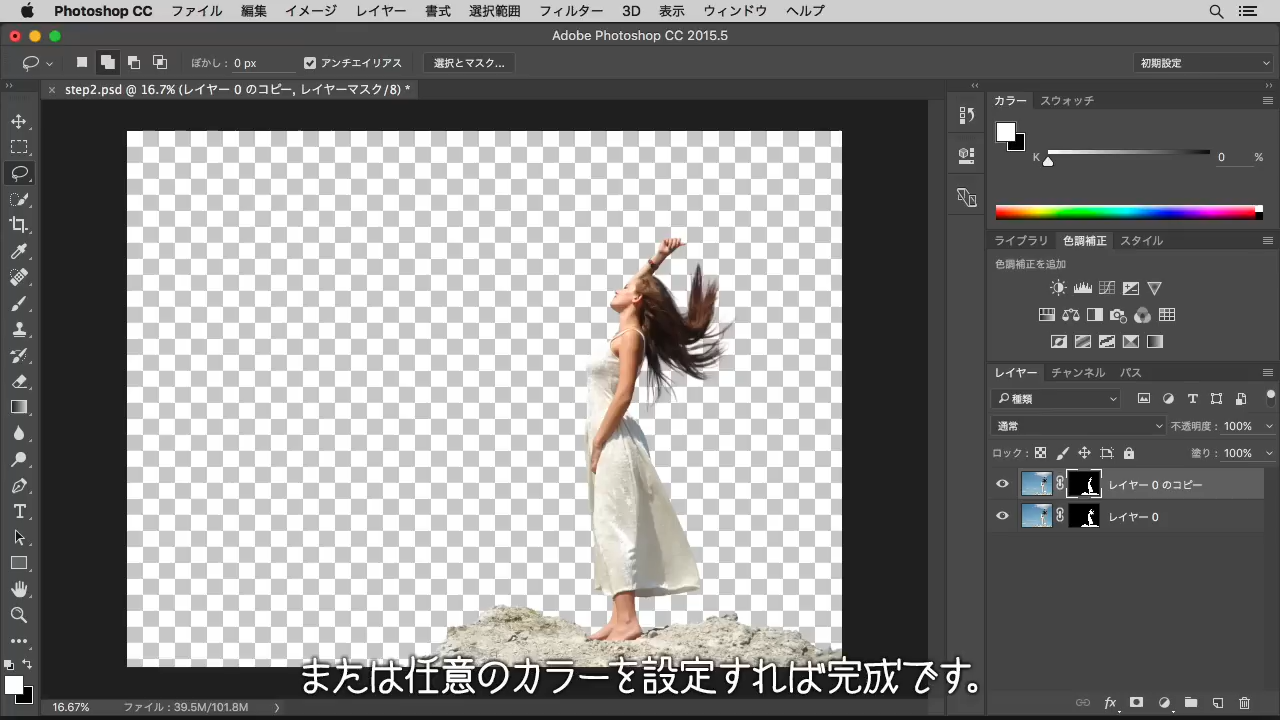 Photoshop CC ファイル 編集 イメージ レイヤー 書式 選択範囲 フィルター 3D 表示 ウィンドウ ヘルプ
Adobe Photoshop CC 2015.5
ぼかし : 0 px アンチエイリアス 選択とマスク... 初期設定
step2.psd @ 16.7% (レイヤー 0 のコピー, レイヤーマスク/8) *
カラー スウォッチ
K 0 %
ライブラリ 色調補正 スタイル
色調補正を追加
レイヤー チャンネル パス
種類
通常 不透明度 : 100%
ロック : 塗り : 100%
レイヤー 0 のコピー
レイヤー 0
または任意のカラーを設定すれば完成です。
16.67% ファイル : 39.5M/101.8M